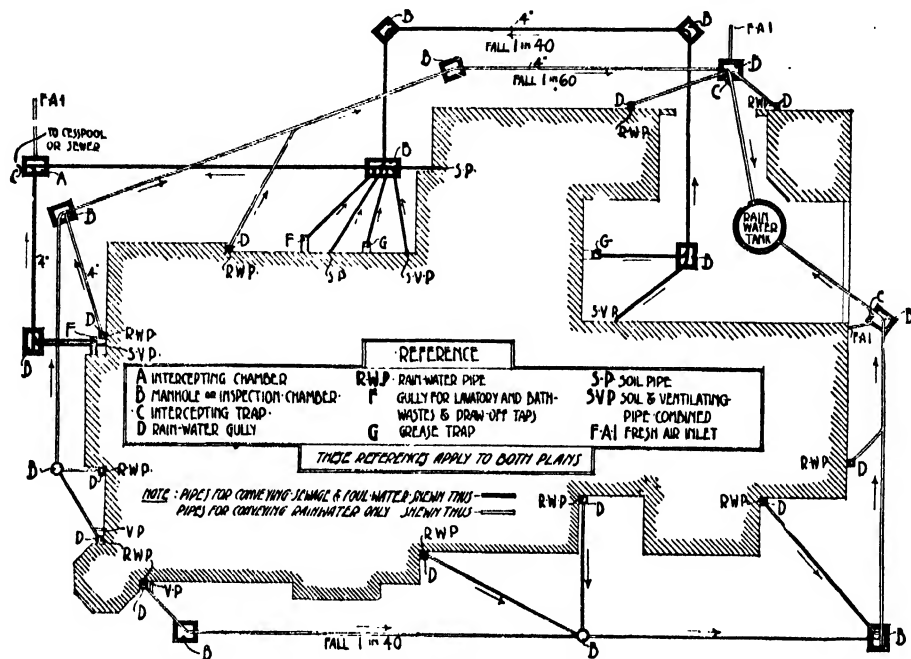 B
4"
FALL 1 IN 40
B
F·A·I
B
4"
FALL 1 IN 60
B
C
D
R·W·P·
R·W·P·
D
F·A·I
TO CESSPOOL
OR SEWER
C
A
B
S·P·
B
4"
4"
F
D
R·W·P·
S·P·
G
S·V·P·
G
B
S·V·P·
RAIN
WATER
TANK
C
B
F·A·I
D
R·W·P·
F
S·V·P·
B
REFERENCE
A INTERCEPTING CHAMBER
B MANHOLE OR INSPECTION·CHAMBER
C INTERCEPTING TRAP
D RAIN-WATER GULLY
R·W·P· RAIN-WATER PIPE
F GULLY FOR LAVATORY AND BATH-
WASTES & DRAW-OFF TAPS
G GREASE TRAP
S·P SOIL PIPE
S·V·P SOIL & VENTILATING-
PIPE COMBINED
F·A·I FRESH AIR INLET
THESE REFERENCES APPLY TO BOTH PLANS
NOTE : PIPES FOR CONVEYING SEWAGE & FOUL WATER SHEWN THUS
PIPES FOR CONVEYING RAINWATER ONLY SHEWN THUS
B
D
R·W·P·
V·P
D
R·W·P·
R·W·P
V·P
D
R·W·P
D
R·W·P·
D
R·W·P·
D
R·W·P·
D
B
FALL 1 IN 40
B
B